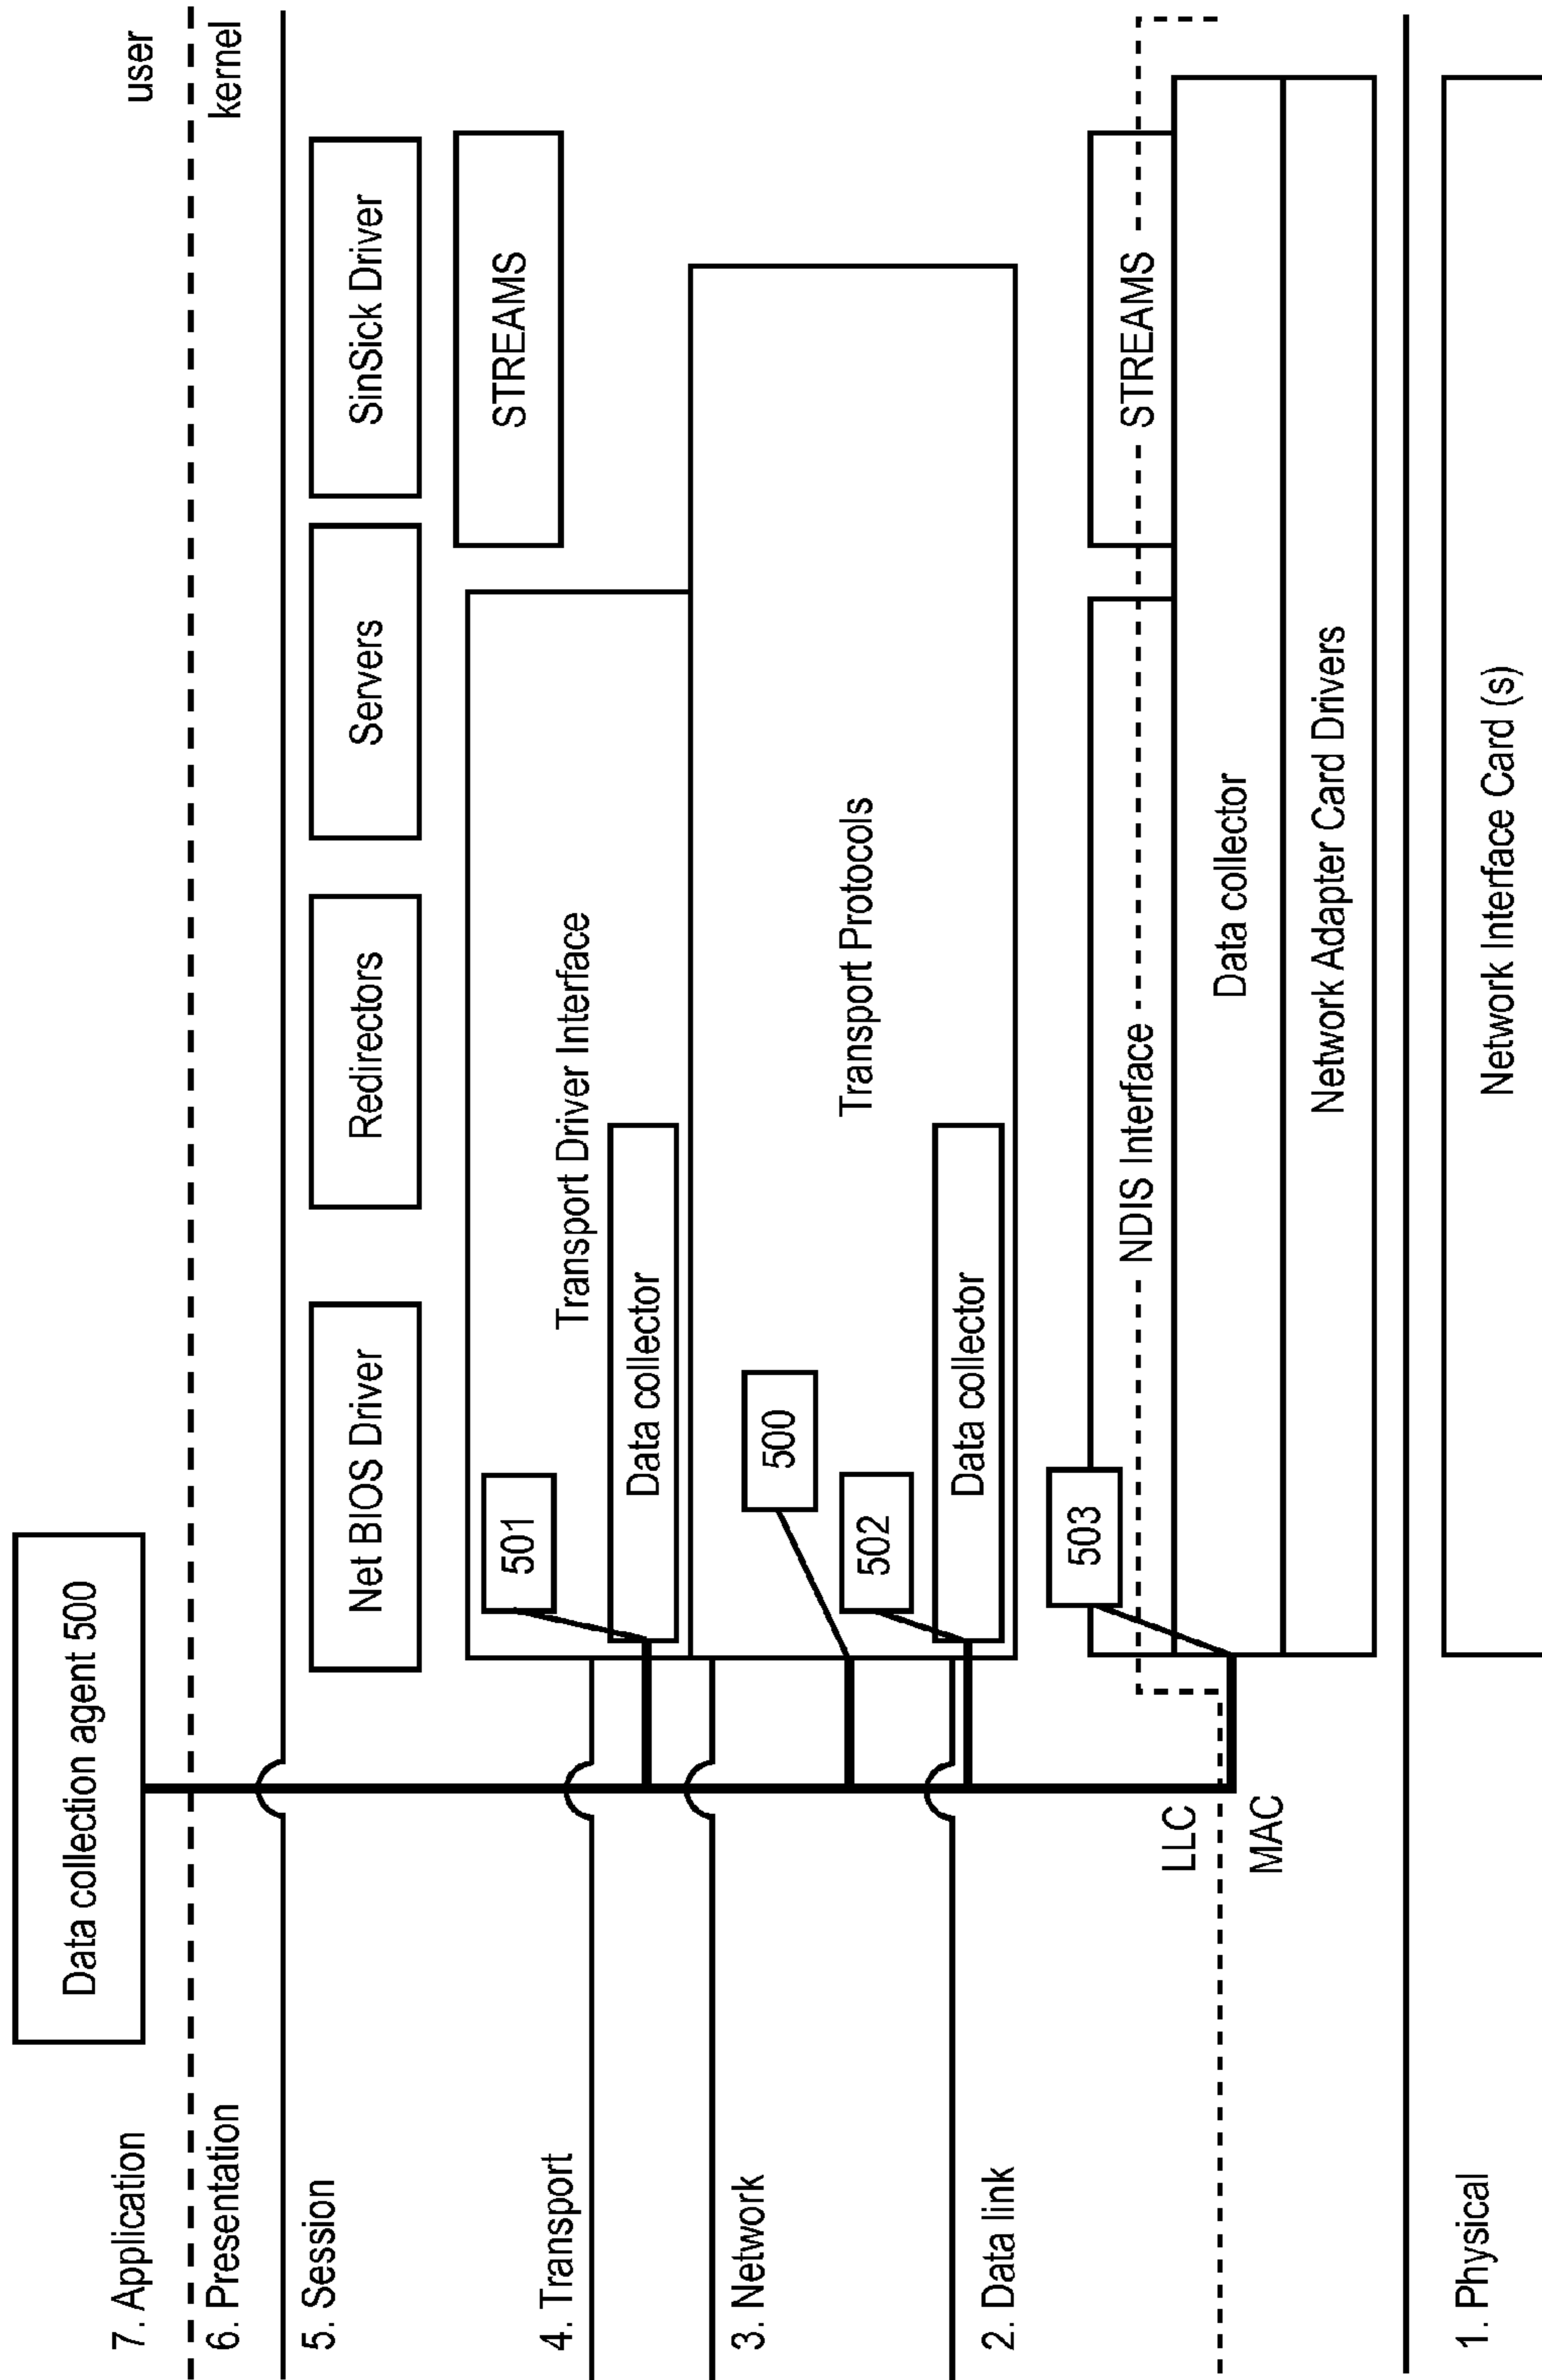 Data collection agent 500
7. Application
user
6. Presentation
kernel
5. Session
Net BIOS Driver
Redirectors
Servers
SinSick Driver
STREAMS
501
Transport Driver Interface
4. Transport
Data collector
3. Network
500
Transport Protocols
502
Data collector
2. Data link
503
NDIS Interface
STREAMS
LLC
Data collector
MAC
Network Adapter Card Drivers
1. Physical
Network Interface Card (s)